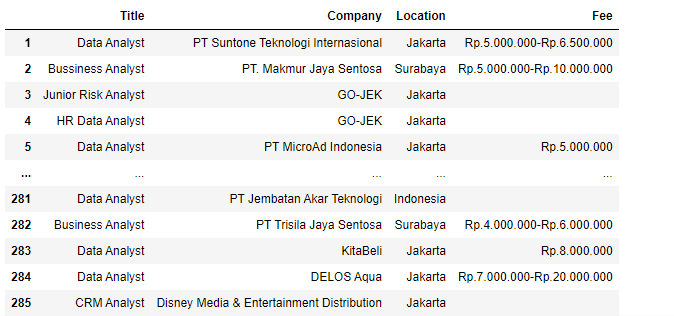 Title Company Location Fee
1 Data Analyst PT Suntone Teknologi Internasional Jakarta Rp.5.000.000-Rp.6.500.000
2 Bussiness Analyst PT. Makmur Jaya Sentosa Surabaya Rp.5.000.000-Rp.10.000.000
3 Junior Risk Analyst GO-JEK Jakarta
4 HR Data Analyst GO-JEK Jakarta
5 Data Analyst PT MicroAd Indonesia Jakarta Rp.5.000.000
... ... ... ... ...
281 Data Analyst PT Jembatan Akar Teknologi Indonesia
282 Business Analyst PT Trisila Jaya Sentosa Surabaya Rp.4.000.000-Rp.6.000.000
283 Data Analyst KitaBeli Jakarta Rp.8.000.000
284 Data Analyst DELOS Aqua Jakarta Rp.7.000.000-Rp.20.000.000
285 CRM Analyst Disney Media & Entertainment Distribution Jakarta